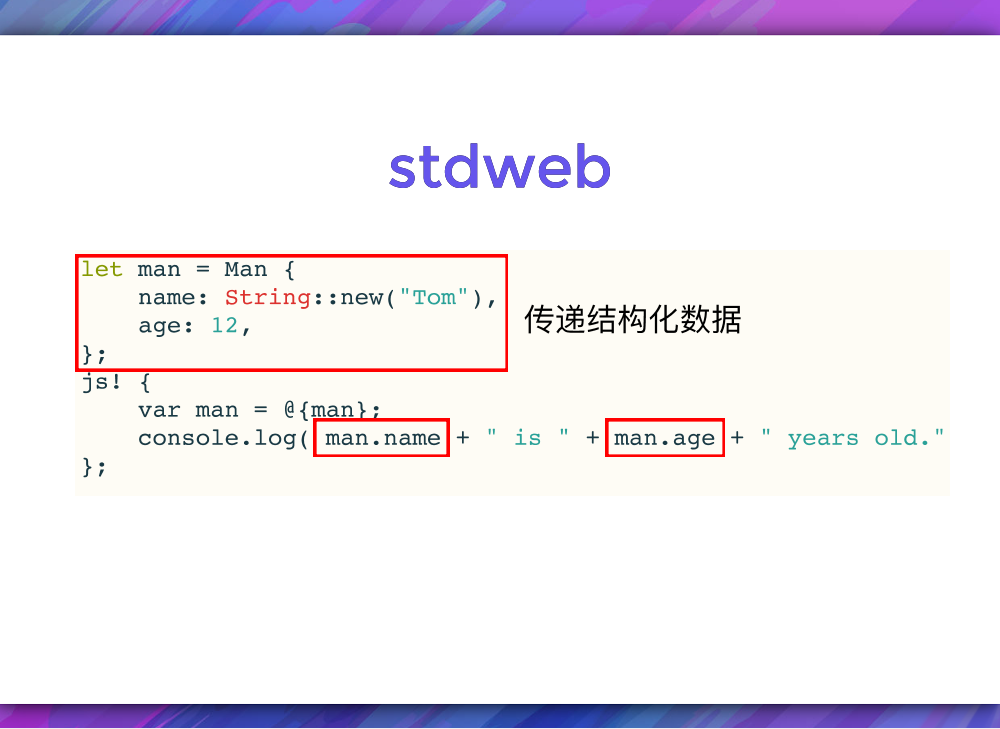 stdweb
let man = Man {
    name: String::new("Tom"),
    age: 12,
};
传递结构化数据
js! {
    var man = @{man};
    console.log( man.name + " is " + man.age + " years old."
};